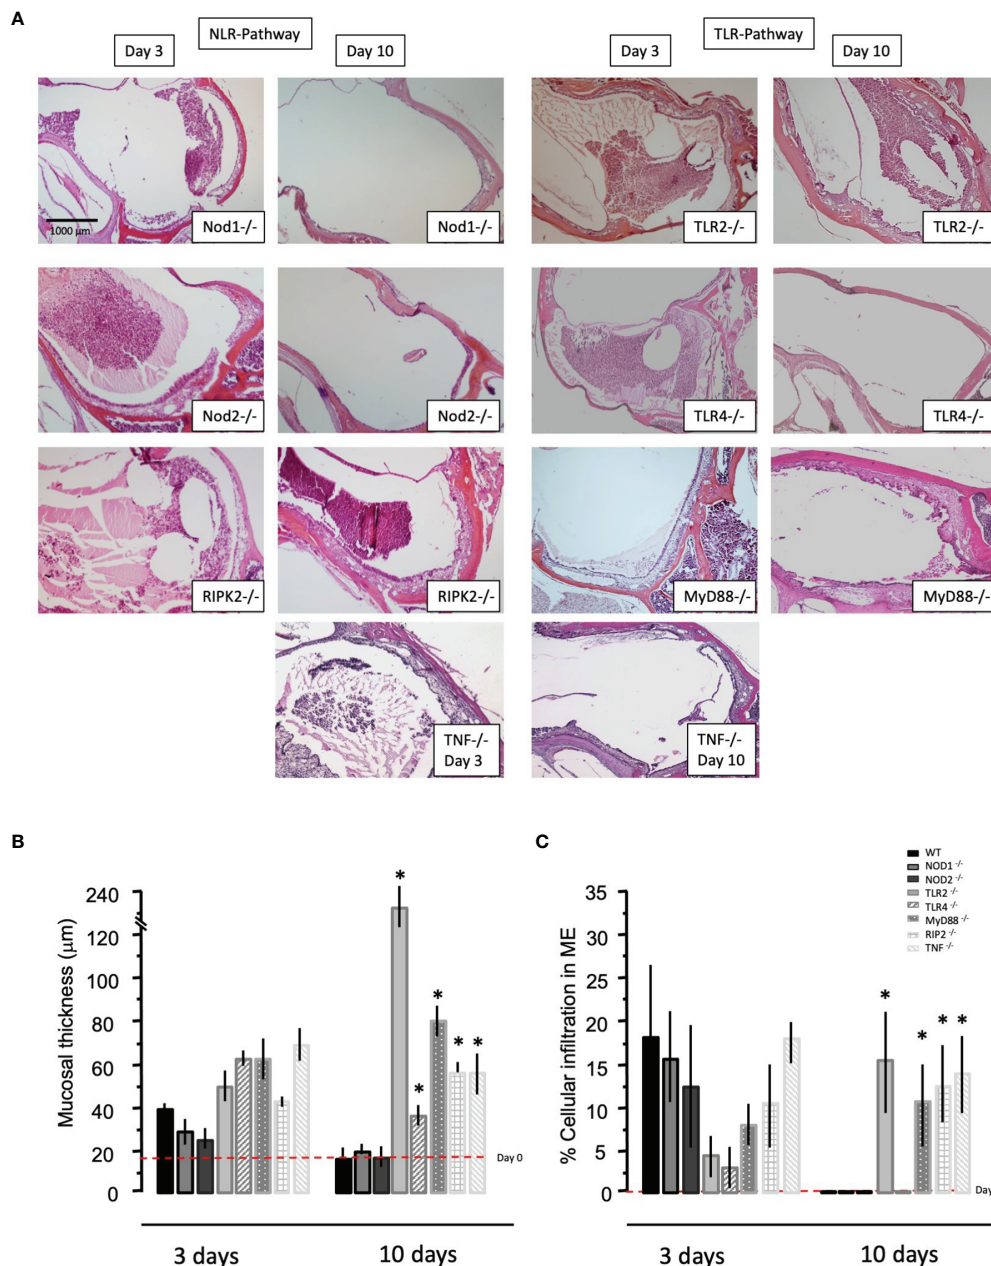 A
NLR-Pathway
TLR-Pathway
Day 3
Day 10
Day 3
Day 10
1000 µm
Nod1-/-
Nod1-/-
TLR2-/-
TLR2-/-
Nod2-/-
Nod2-/-
TLR4-/-
TLR4-/-
RIPK2-/-
RIPK2-/-
MyD88-/-
MyD88-/-
TNF-/-
Day 3
TNF-/-
Day 10
B
Mucosal thickness (µm)
240
120
100
80
60
40
20
0
* * * * *
Day 0
3 days
10 days
C
WT
NOD1 -/-
NOD2 -/-
TLR2 -/-
TLR4 -/-
MyD88 -/-
RIP2 -/-
TNF -/-
% Cellular infiltration in ME
35
30
25
20
15
10
5
0
* * * *
Day
3 days
10 days